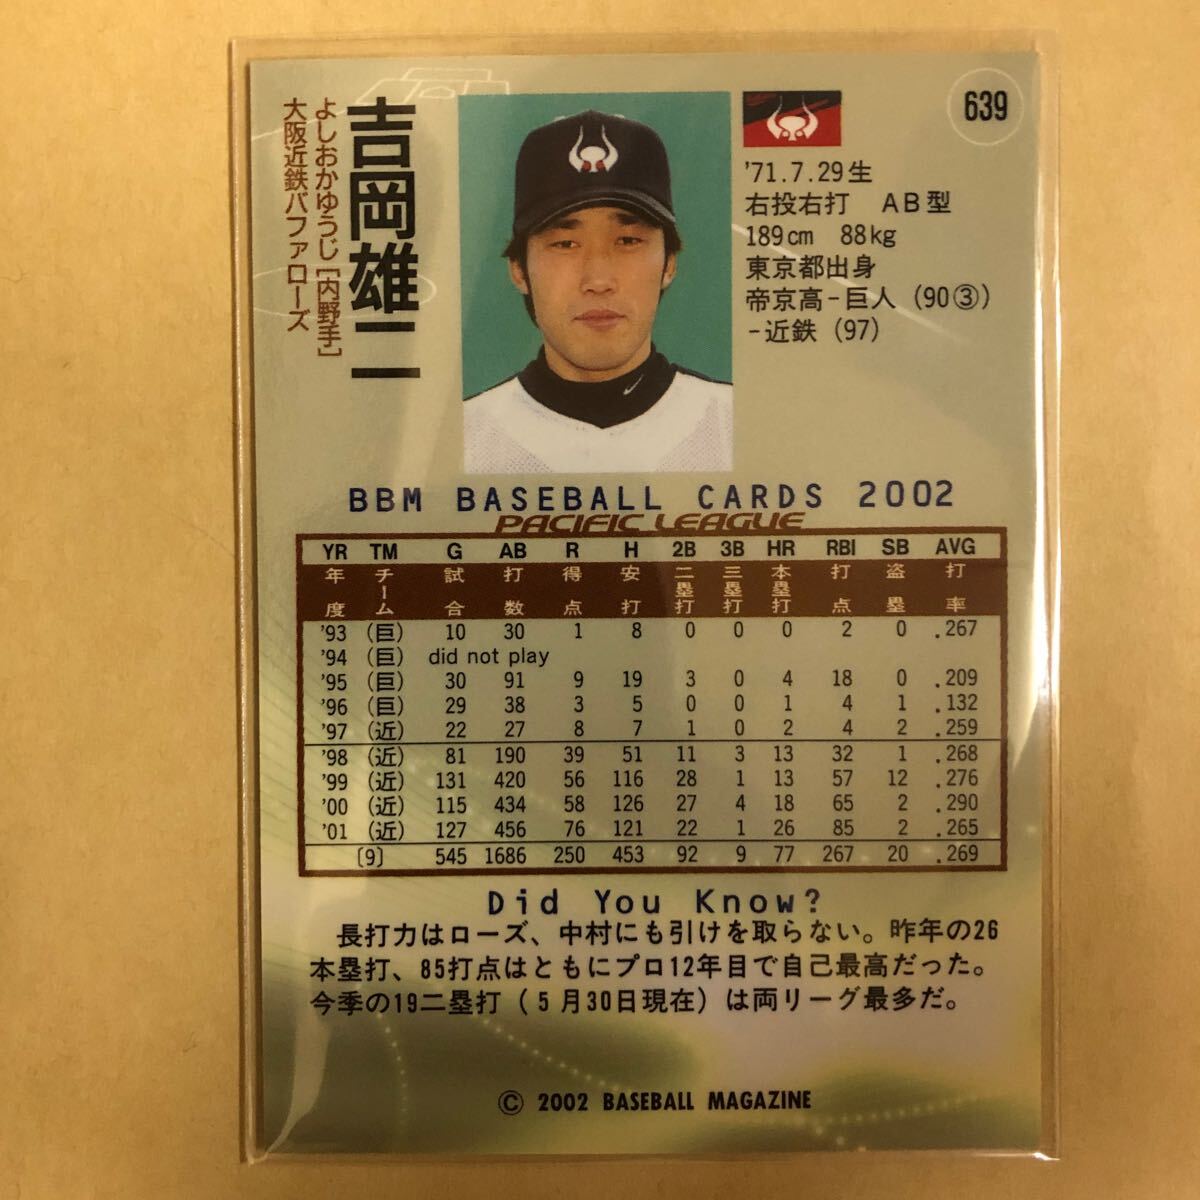 639
吉岡雄二
よしおかゆうじ［内野手］
大阪近鉄バファローズ
'71.7.29生
右投右打　AB型
189cm　88kg
東京都出身
帝京高－巨人（90③）
－近鉄（97）
BBM BASEBALL CARDS 2002
PACIFIC LEAGUE
YR TM G AB R H 2B 3B HR RBI SB AVG
年度 チーム 試合 打数 得点 安打 二塁打 三塁打 本塁打 打点 盗塁 打率
'93 (巨) 10 30 1 8 0 0 0 2 0 .267
'94 (巨) did not play
'95 (巨) 30 91 9 19 3 0 4 18 0 .209
'96 (巨) 29 38 3 5 0 0 1 4 1 .132
'97 (近) 22 27 8 7 1 0 2 4 2 .259
'98 (近) 81 190 39 51 11 3 13 32 1 .268
'99 (近) 131 420 56 116 28 1 13 57 12 .276
'00 (近) 115 434 58 126 27 4 18 65 2 .290
'01 (近) 127 456 76 121 22 1 26 85 2 .265
〔9〕 545 1686 250 453 92 9 77 267 20 .269
Did You Know?
長打力はローズ、中村にも引けを取らない。昨年の26
本塁打、85打点はともにプロ12年目で自己最高だった。
今季の19二塁打（5月30日現在）は両リーグ最多だ。
© 2002 BASEBALL MAGAZINE